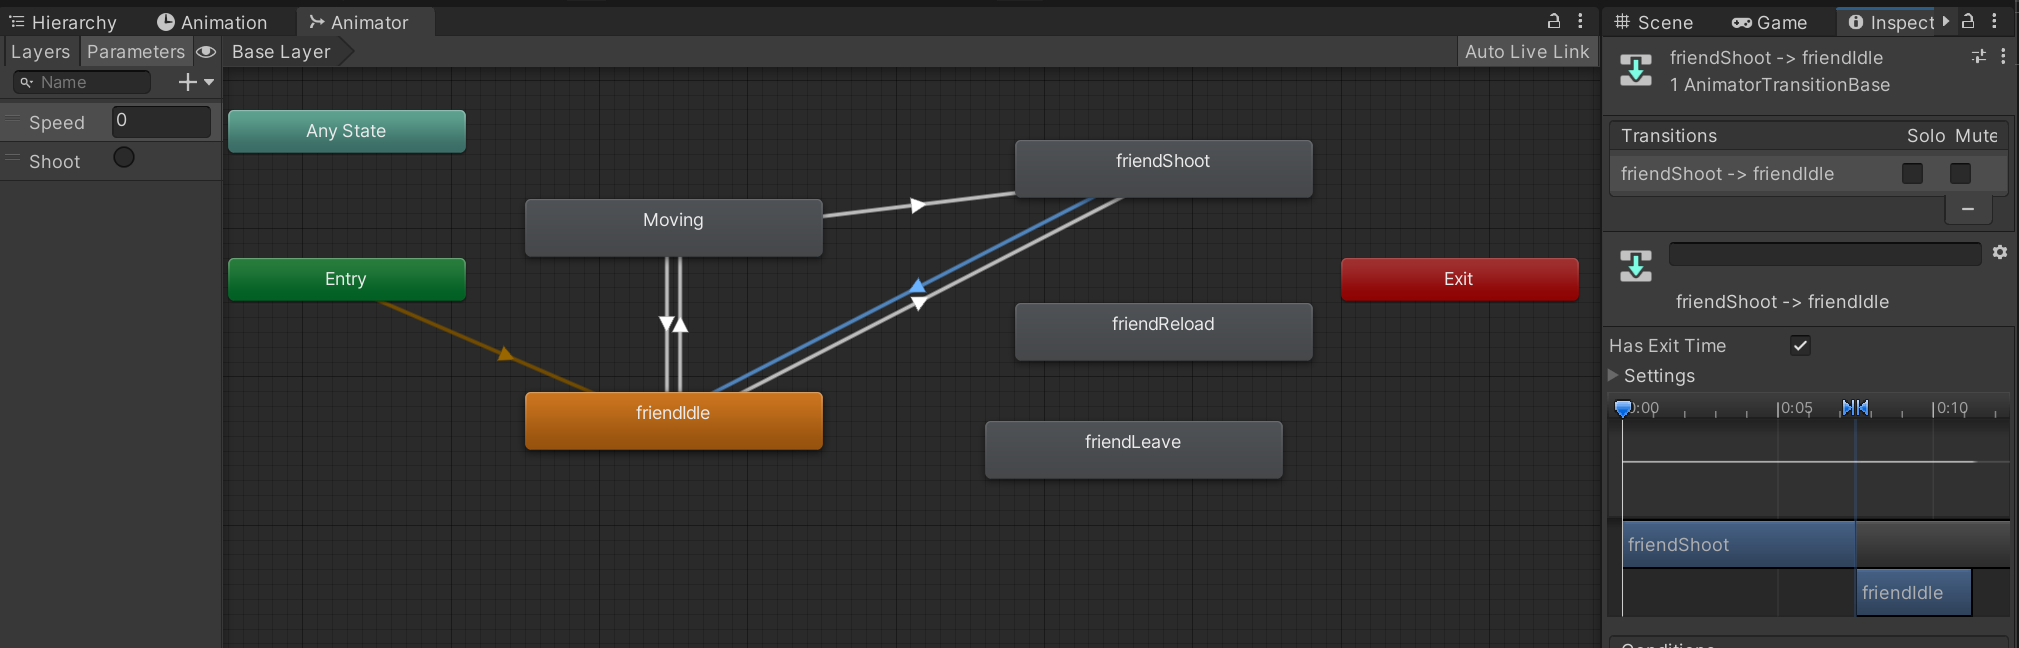 Hierarchy
Animation
Animator
Layers
Parameters
Base Layer
Auto Live Link
Name
Speed
0
Shoot
Any State
Moving
friendShoot
Entry
Exit
friendReload
friendIdle
friendLeave
Scene
Game
Inspect
friendShoot -> friendIdle
1 AnimatorTransitionBase
Transitions Solo Mute
friendShoot -> friendIdle
friendShoot -> friendIdle
Has Exit Time
Settings
0:00 0:05 0:10
friendShoot
friendIdle
Conditions